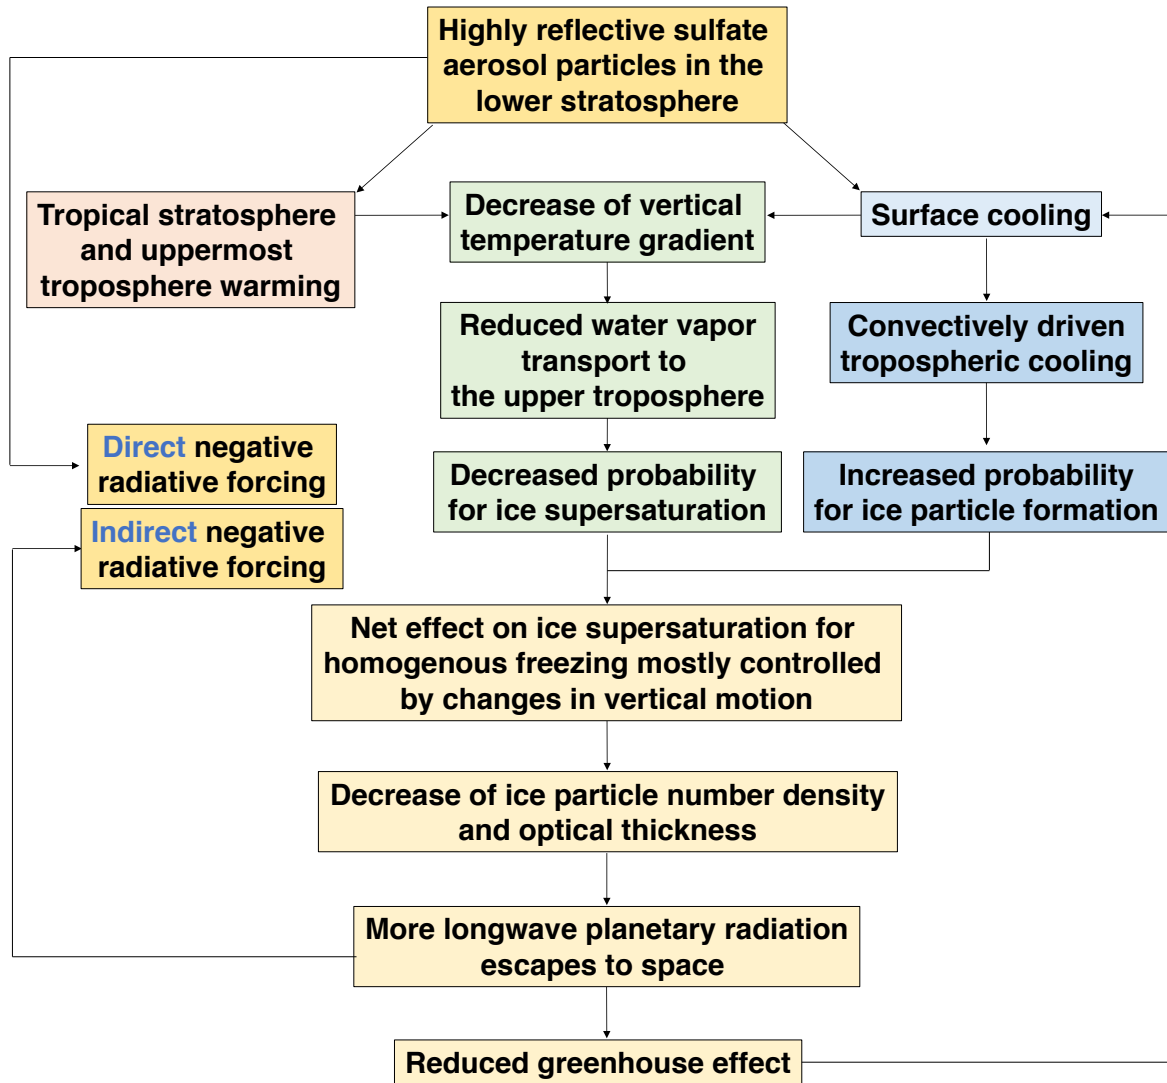 Highly reflective sulfate
aerosol particles in the
lower stratosphere
Tropical stratosphere
and uppermost
troposphere warming
Decrease of vertical
temperature gradient
Surface cooling
Reduced water vapor
transport to
the upper troposphere
Convectively driven
tropospheric cooling
Direct negative
radiative forcing
Decreased probability
for ice supersaturation
Increased probability
for ice particle formation
Indirect negative
radiative forcing
Net effect on ice supersaturation for
homogenous freezing mostly controlled
by changes in vertical motion
Decrease of ice particle number density
and optical thickness
More longwave planetary radiation
escapes to space
Reduced greenhouse effect